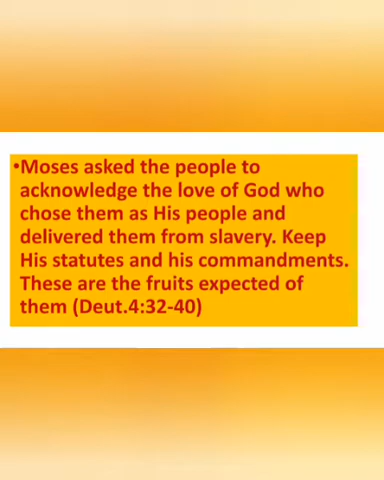 •Moses asked the people to
acknowledge the love of God who
chose them as His people and
delivered them from slavery. Keep
His statutes and his commandments.
These are the fruits expected of
them (Deut.4:32-40)